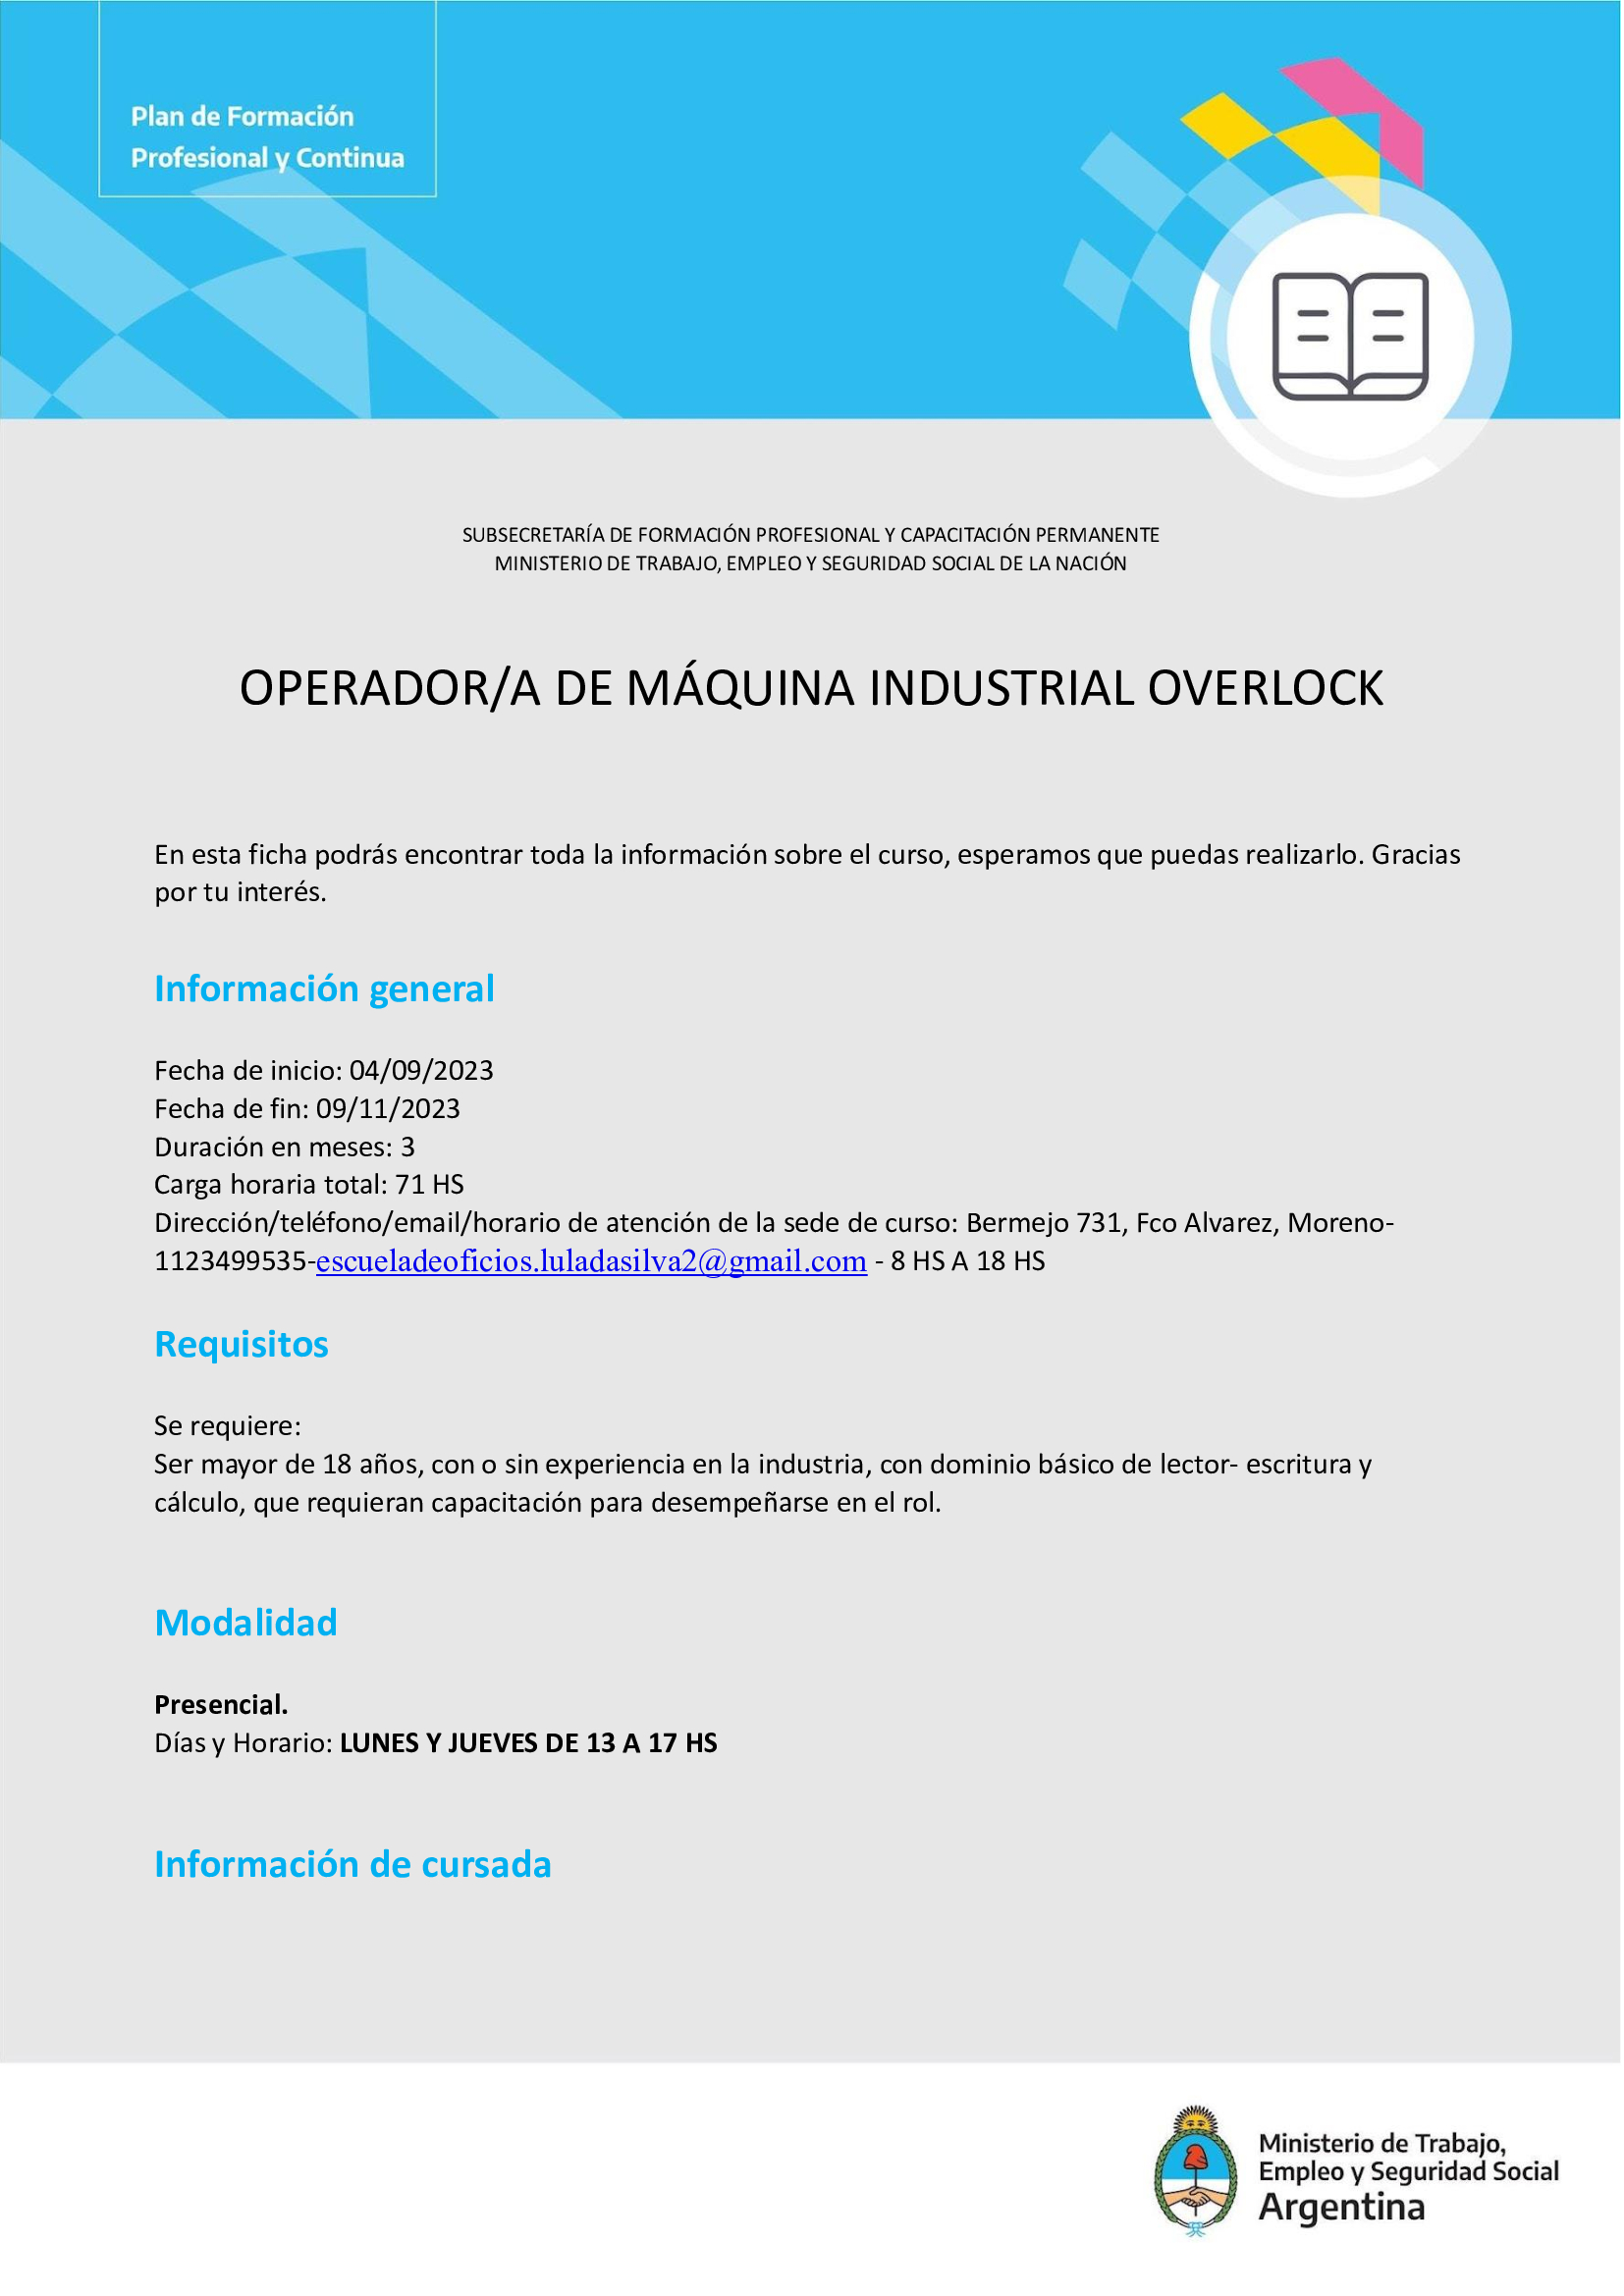 Plan de Formación
Profesional y Continua
SUBSECRETARÍA DE FORMACIÓN PROFESIONAL Y CAPACITACIÓN PERMANENTE
MINISTERIO DE TRABAJO, EMPLEO Y SEGURIDAD SOCIAL DE LA NACIÓN
OPERADOR/A DE MÁQUINA INDUSTRIAL OVERLOCK
En esta ficha podrás encontrar toda la información sobre el curso, esperamos que puedas realizarlo. Gracias
por tu interés.
Información general
Fecha de inicio: 04/09/2023
Fecha de fin: 09/11/2023
Duración en meses: 3
Carga horaria total: 71 HS
Dirección/teléfono/email/horario de atención de la sede de curso: Bermejo 731, Fco Alvarez, Moreno-
1123499535-escueladeoficios.luladasilva2@gmail.com - 8 HS A 18 HS
Requisitos
Se requiere:
Ser mayor de 18 años, con o sin experiencia en la industria, con dominio básico de lector- escritura y
cálculo, que requieran capacitación para desempeñarse en el rol.
Modalidad
Presencial.
Días y Horario: LUNES Y JUEVES DE 13 A 17 HS
Información de cursada
Ministerio de Trabajo,
Empleo y Seguridad Social
Argentina